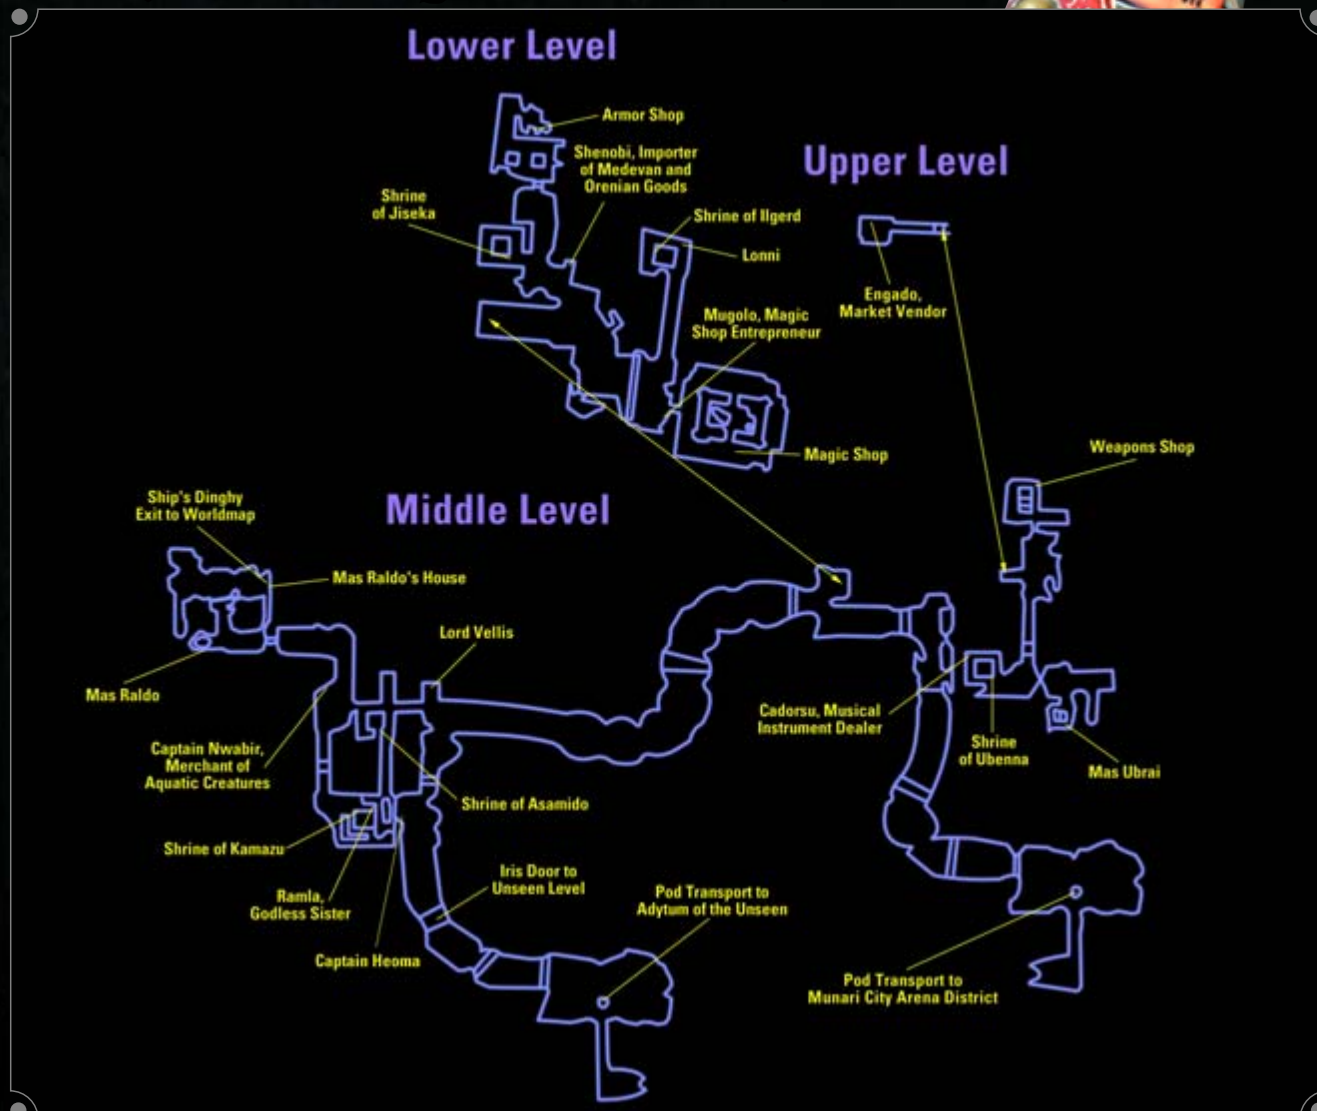 Lower Level
Armor Shop
Shenobi, Importer
of Medevan and
Orenian Goods
Upper Level
Shrine
of Jiseka
Shrine of Ilgerd
Lonni
Engado,
Market Vendor
Mugolo, Magic
Shop Entrepreneur
Magic Shop
Weapons Shop
Middle Level
Ship's Dinghy
Exit to Worldmap
Mas Raldo's House
Lord Vellis
Mas Raldo
Cadorsu, Musical
Instrument Dealer
Shrine
of Ubenna
Mas Ubrai
Captain Nwabir,
Merchant of
Aquatic Creatures
Shrine of Asamido
Shrine of Kamazu
Iris Door to
Unseen Level
Ramla,
Godless Sister
Pod Transport to
Adytum of the Unseen
Captain Heoma
Pod Transport to
Munari City Arena District